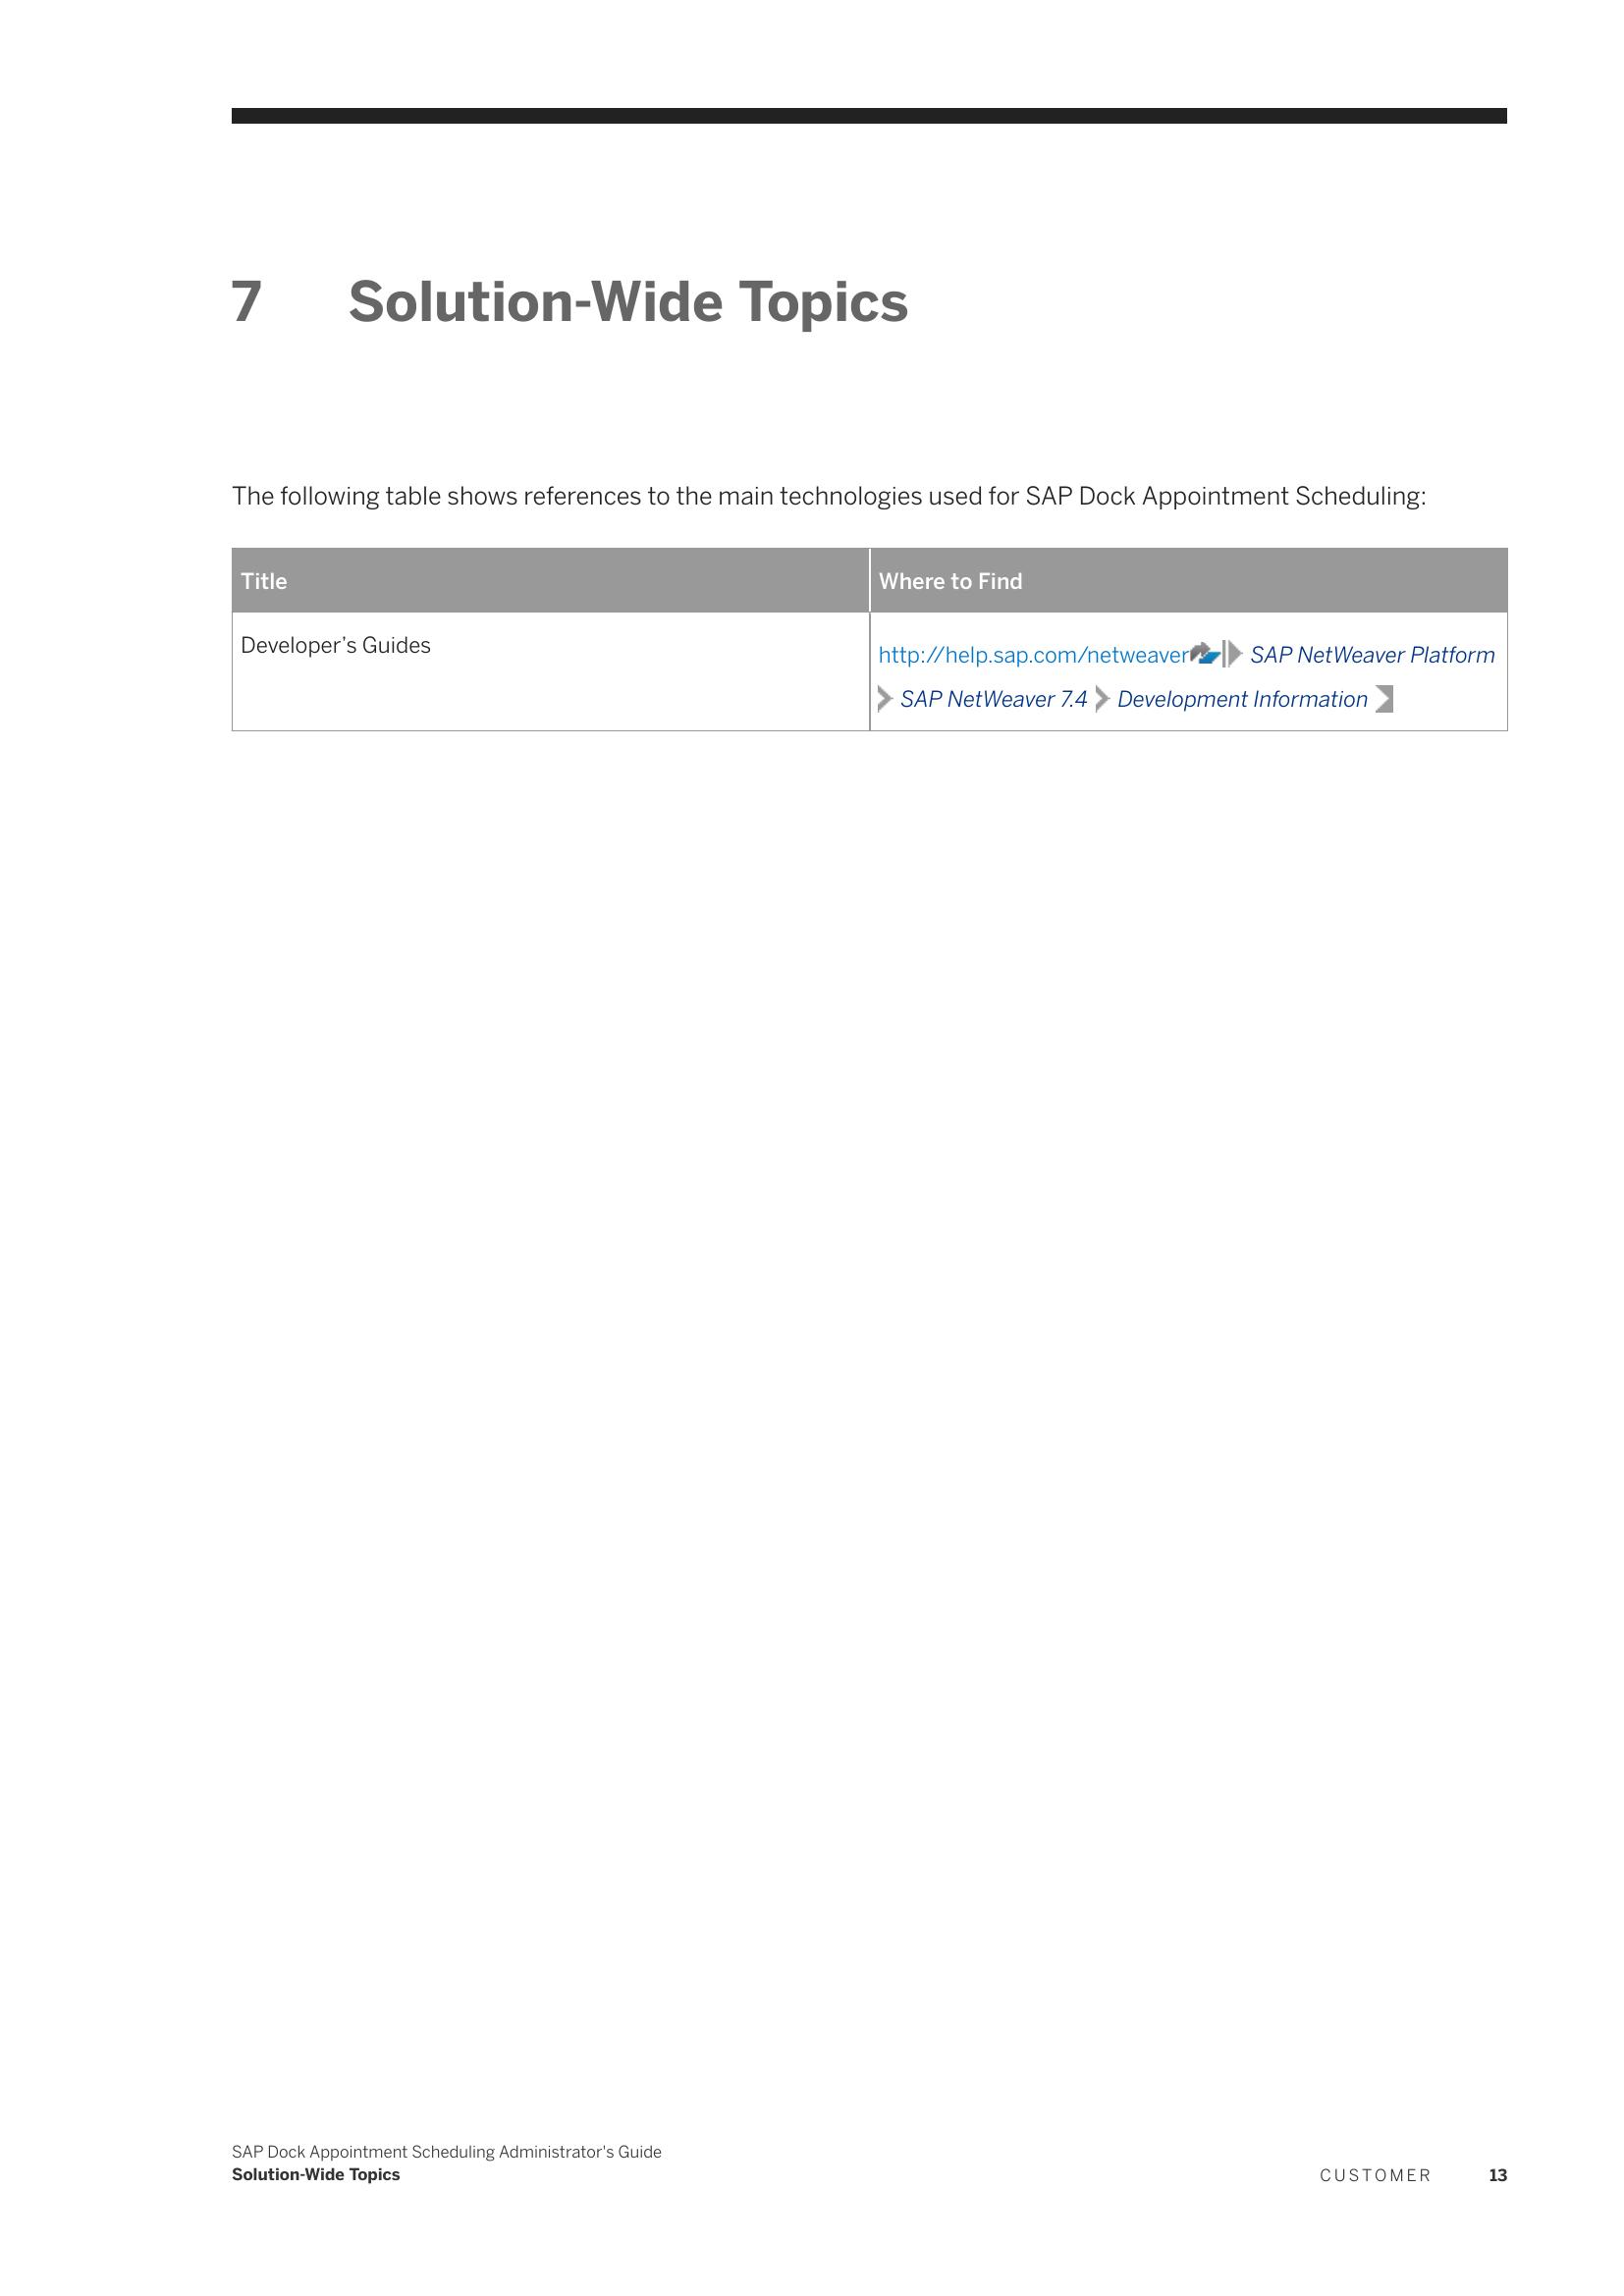 7 Solution-Wide Topics
The following table shows references to the main technologies used for SAP Dock Appointment Scheduling:
Title Where to Find
Developer’s Guides http://help.sap.com/netweaver SAP NetWeaver Platform
SAP NetWeaver 7.4 Development Information
SAP Dock Appointment Scheduling Administrator's Guide
Solution-Wide Topics CUSTOMER 13